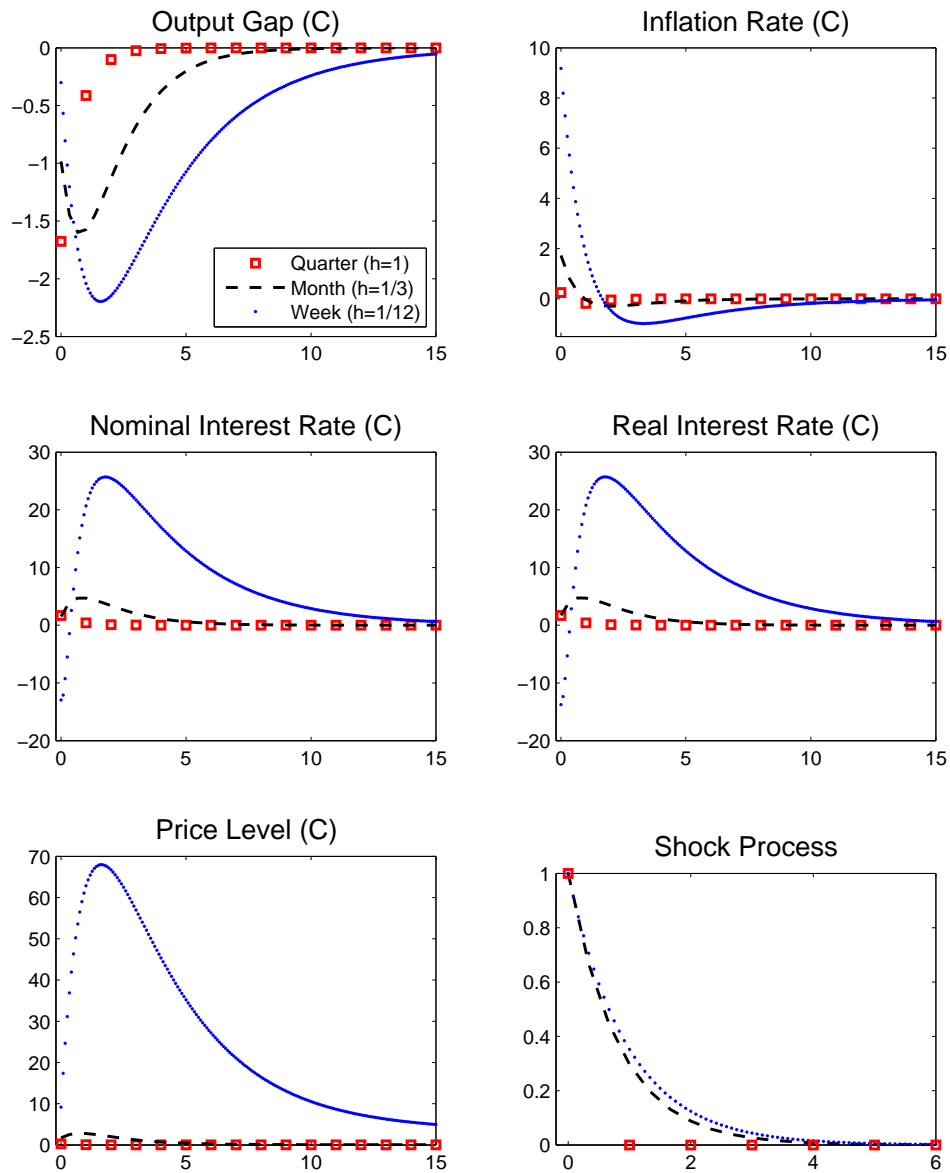 Output Gap (C)
0
−0.5
−1
−1.5
−2
−2.5
0 5 10 15
Quarter (h=1)
Month (h=1/3)
Week (h=1/12)
Inflation Rate (C)
10
8
6
4
2
0
0 5 10 15
Nominal Interest Rate (C)
30
20
10
0
−10
−20
0 5 10 15
Real Interest Rate (C)
30
20
10
0
−10
−20
0 5 10 15
Price Level (C)
70
60
50
40
30
20
10
0
0 5 10 15
Shock Process
1
0.8
0.6
0.4
0.2
0
0 2 4 6